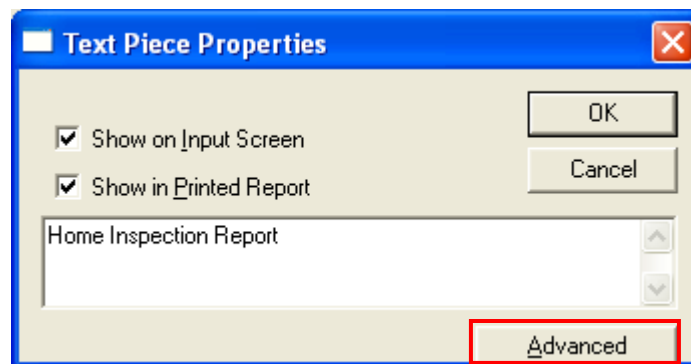 Text Piece Properties
OK
Show on Input Screen
Cancel
Show in Printed Report
Home Inspection Report
Advanced